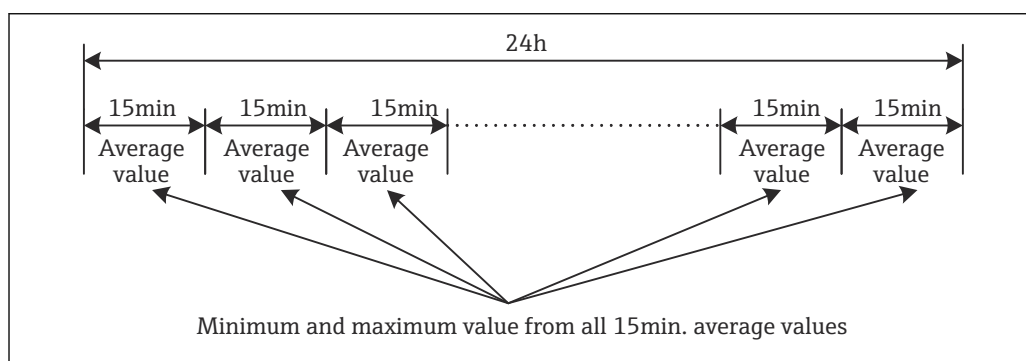 24h
15min 15min 15min 15min 15min
Average Average Average Average Average
value value value value value
Minimum and maximum value from all 15min. average values